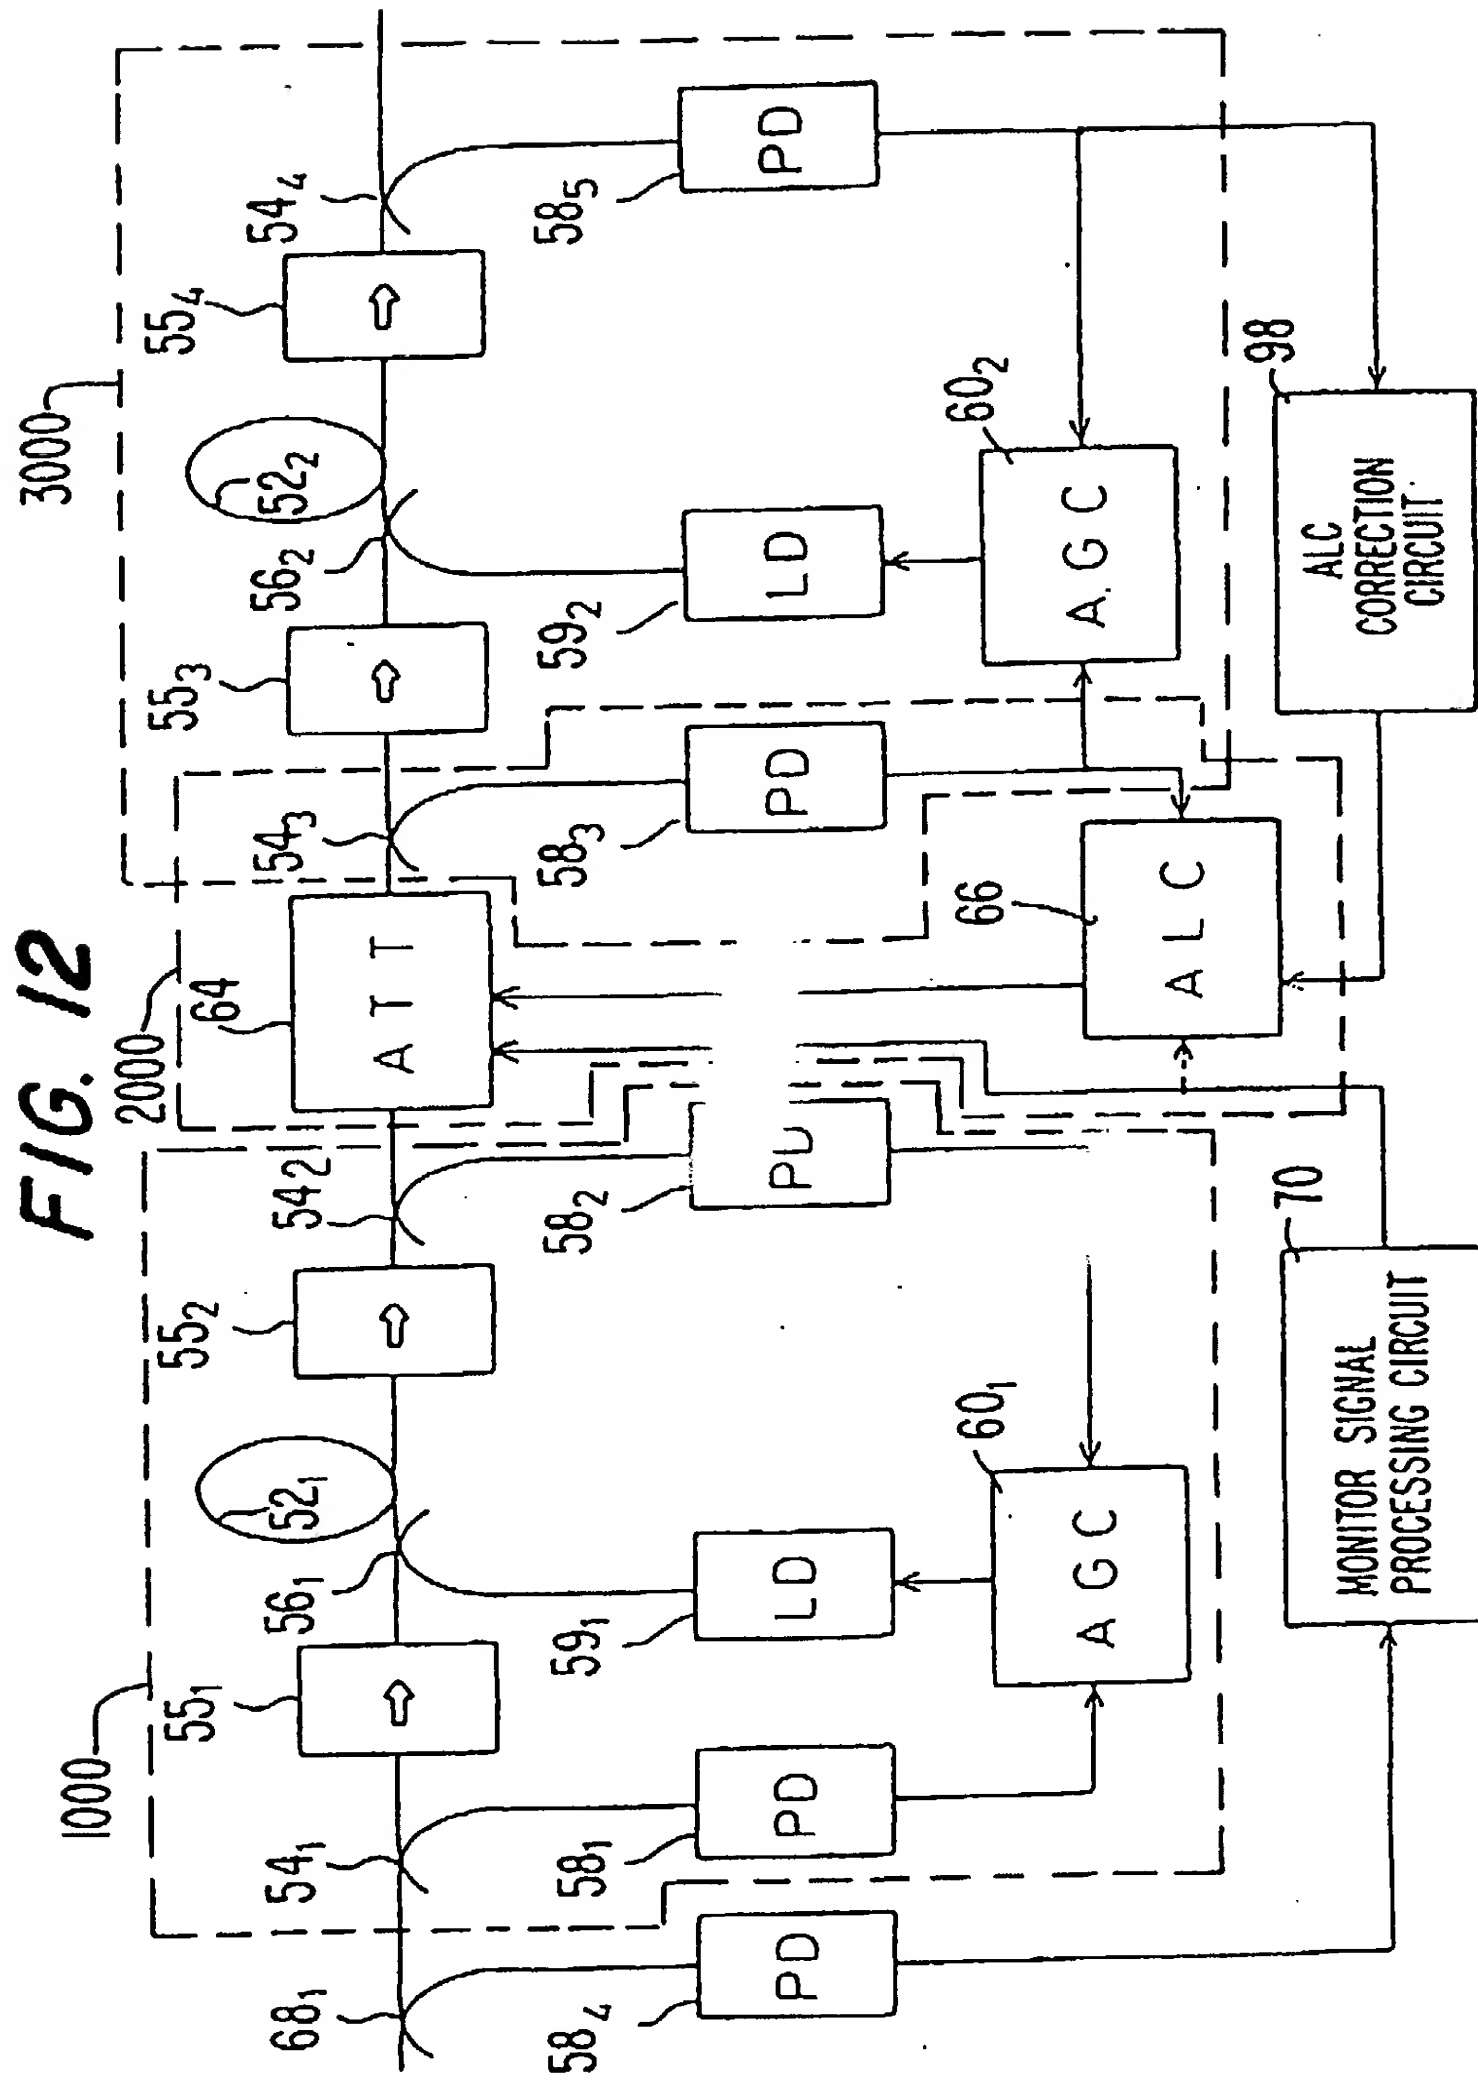 FIG. 12
1000
2000
3000
68₁
54₁
55₁
56₁
52₁
55₂
54₂
64
ATT
54₃
55₃
56₂
52₂
55₄
54₄
58₄
PD
58₁
PD
59₁
LD
58₂
PD
58₃
PD
59₂
LD
58₅
PD
60₁
AGC
66
ALC
60₂
AGC
70
MONITOR SIGNAL
PROCESSING CIRCUIT
98
ALC
CORRECTION
CIRCUIT